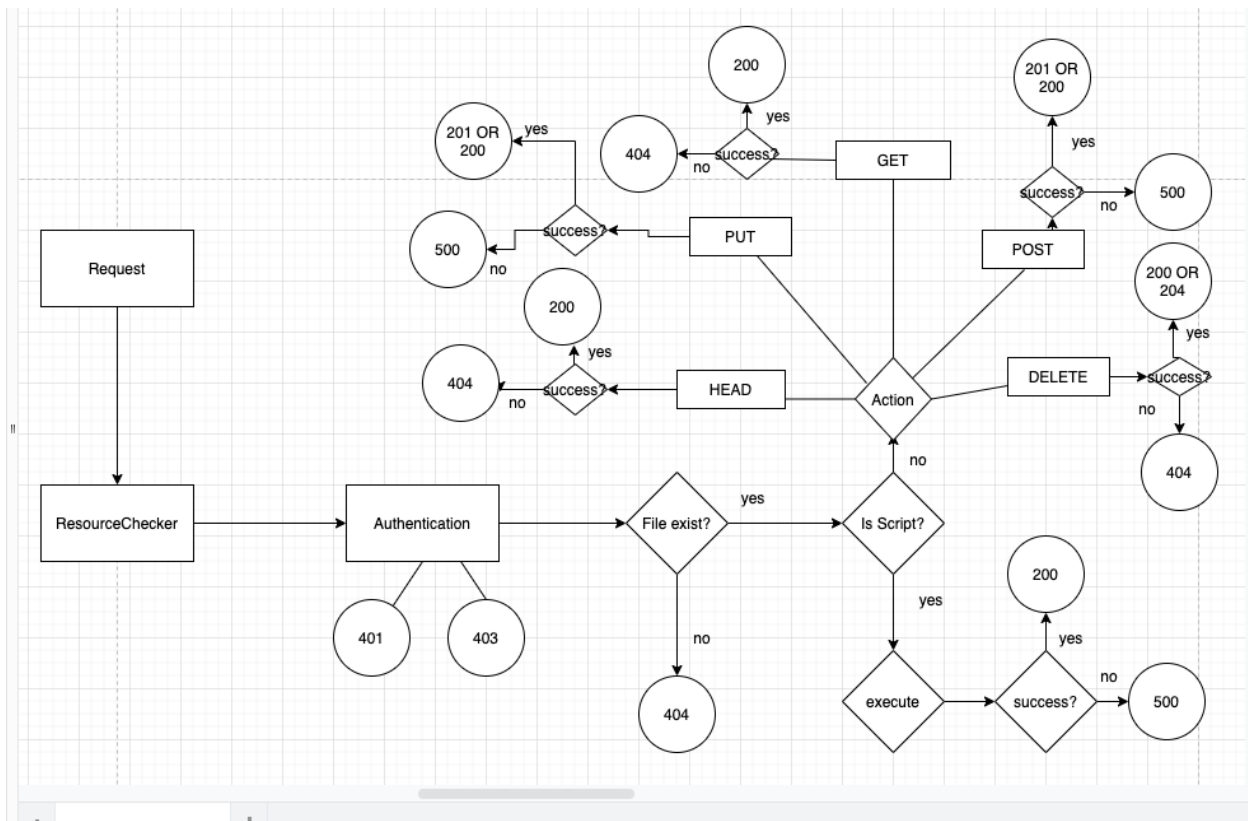 200
201 OR
200
yes
201 OR
200
yes
404
success?
no
GET
yes
success?
no
500
PUT
success?
500
no
POST
200 OR
204
Request
200
yes
yes
404
success?
no
HEAD
Action
DELETE
success?
no
404
no
ResourceChecker
Authentication
File exist?
yes
Is Script?
200
yes
401
403
no
yes
404
execute
success?
no
500